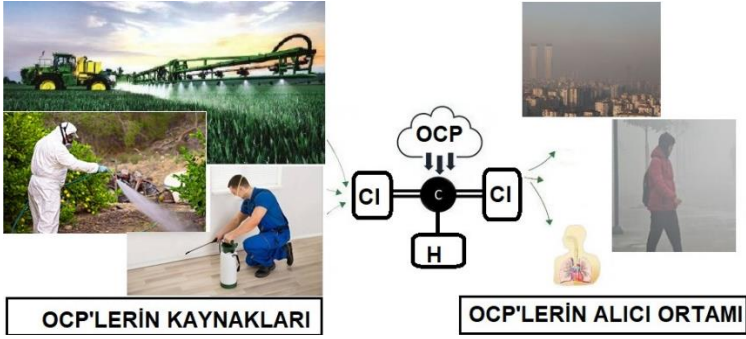 OCP
Cl
C
Cl
H
OCP'LERİN KAYNAKLARI
OCP'LERİN ALICI ORTAMI